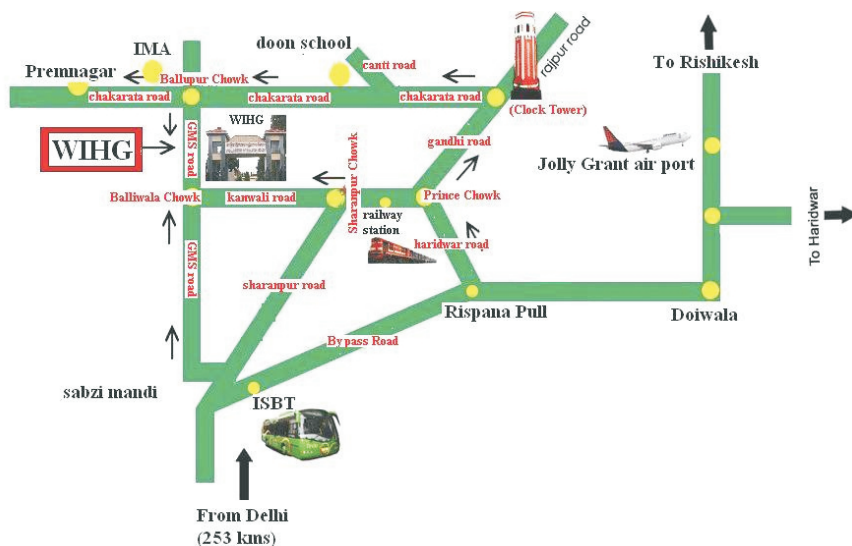 doon school
rajpur road
To Rishikesh
IMA
cantt road
Premnagar
Ballupur Chowk
chakarata road
chakarata road
chakarata road
(Clock Tower)
WIHG
GMS road
WIHG
gandhi road
Jolly Grant air port
Sharanpur Chowk
Balliwala Chowk
kanwali road
railway
station
Prince Chowk
To Haridwar
haridwar road
GMS road
sharanpur road
Rispana Pull
Doiwala
Bypass Road
sabzi mandi
ISBT
From Delhi
(253 kms)